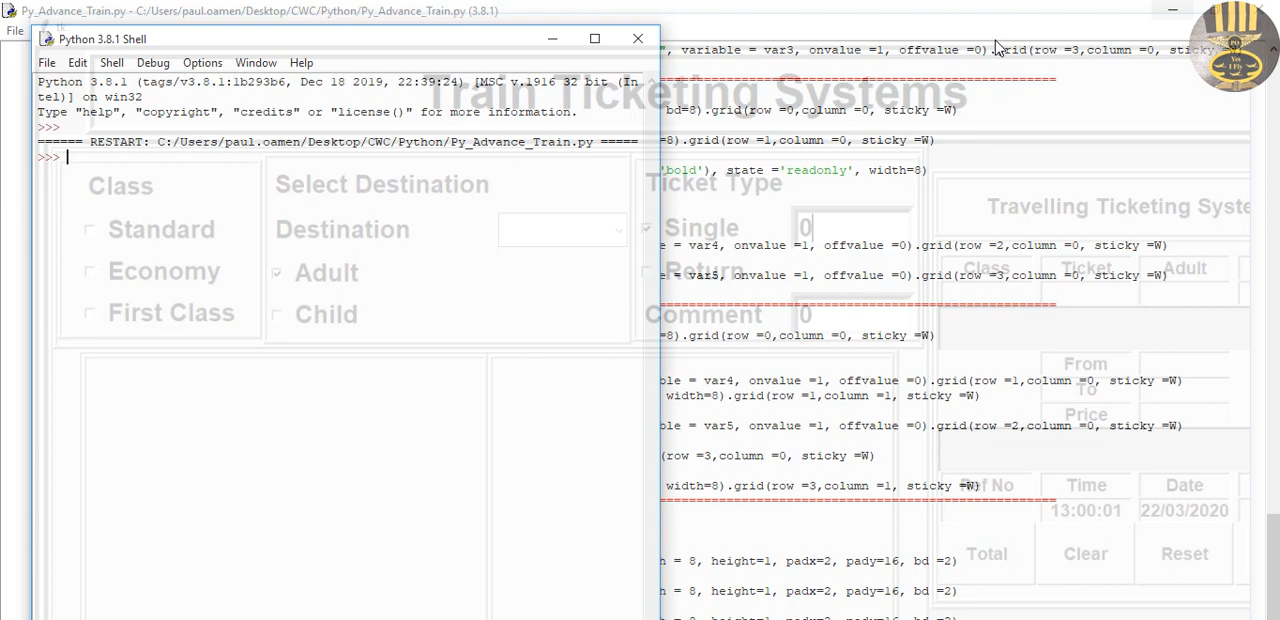 Py_Advance_Train.py - C:/Users/paul.oamen/Desktop/CWC/Python/Py_Advance_Train.py (3.8.1)
File
tk
Python 3.8.1 Shell
File Edit Shell Debug Options Window Help
Python 3.8.1 (tags/v3.8.1:1b293b6, Dec 18 2019, 22:39:24) [MSC v.1916 32 bit (In
tel)] on win32
Type "help", "copyright", "credits" or "license()" for more information.
>>>
====== RESTART: C:/Users/paul.oamen/Desktop/CWC/Python/Py_Advance_Train.py =====
>>>
Train Ticketing Systems
Class
Standard
Economy
First Class
Select Destination
Destination
Adult
Child
Ticket Type
Single 0
Return
Comment 0
Travelling Ticketing Syste
Class Ticket Adult
From
To
Price
Ref No Time Date
13:00:01 22/03/2020
Total Clear Reset
", variable = var3, onvalue =1, offvalue =0).grid(row =3,column =0, sticky =
bd=8).grid(row =0,column =0, sticky =W)
=8).grid(row =1,column =0, sticky =W)
'bold'), state ='readonly', width=8)
e = var4, onvalue =1, offvalue =0).grid(row =2,column =0, sticky =W)
e = var5, onvalue =1, offvalue =0).grid(row =3,column =0, sticky =W)
=8).grid(row =0,column =0, sticky =W)
ble = var4, onvalue =1, offvalue =0).grid(row =1,column =0, sticky =W)
width=8).grid(row =1,column =1, sticky =W)
ble = var5, onvalue =1, offvalue =0).grid(row =2,column =0, sticky =W)
(row =3,column =0, sticky =W)
width=8).grid(row =3,column =1, sticky =W)
h = 8, height=1, padx=2, pady=16, bd =2)
h = 8, height=1, padx=2, pady=16, bd =2)
PO
Yes
I Fly